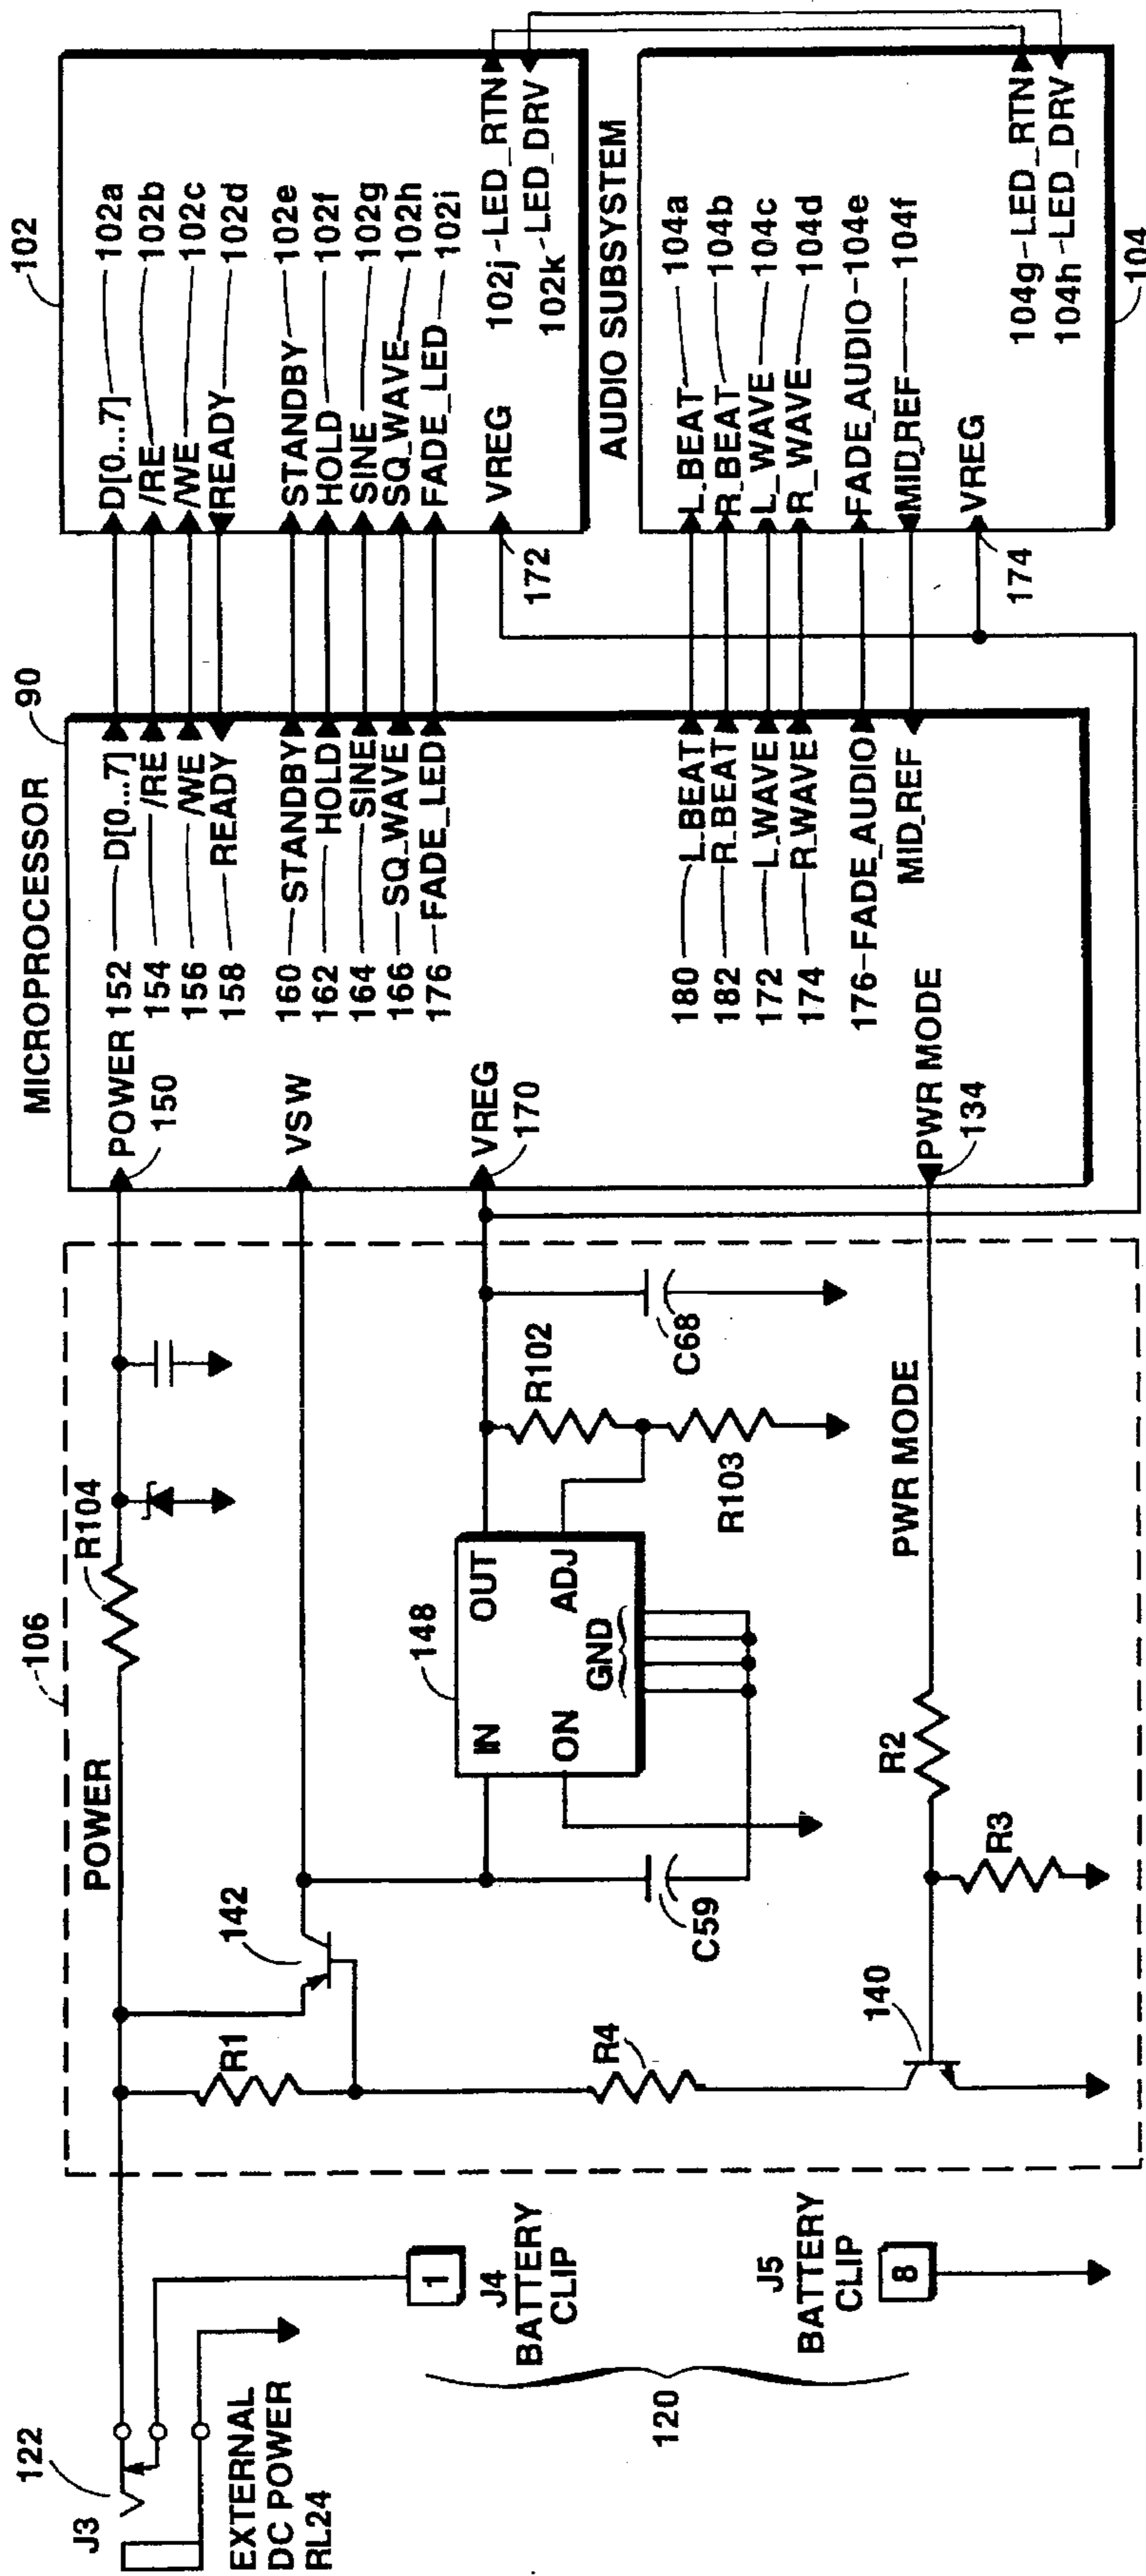 122
J3
EXTERNAL
DC POWER
RL24
120
1
J4
BATTERY
CLIP
J5
BATTERY
CLIP
8
106
POWER
R104
142
R1
R4
140
R2
R3
PWR MODE
148
IN
OUT
ON
ADJ
GND
C59
R102
R103
C68
MICROPROCESSOR
90
POWER
150
VSW
VREG
170
PWR MODE
134
152 D[0...7]
154 /RE
156 /WE
158 READY
160 STANDBY
162 HOLD
164 SINE
166 SQ_WAVE
176 FADE_LED
180 L_BEAT
182 R_BEAT
172 L_WAVE
174 R_WAVE
176-FADE_AUDIO
MID_REF
102
D[0...7] 102a
/RE 102b
/WE 102c
READY 102d
STANDBY 102e
HOLD 102f
SINE 102g
SQ_WAVE 102h
FADE_LED 102i
102j-LED_RTN
102k-LED_DRV
VREG
172
AUDIO SUBSYSTEM
L_BEAT 104a
R_BEAT 104b
L_WAVE 104c
R_WAVE 104d
FADE_AUDIO-104e
MID_REF 104f
VREG
174
104g-LED_RTN
104h-LED_DRV
104